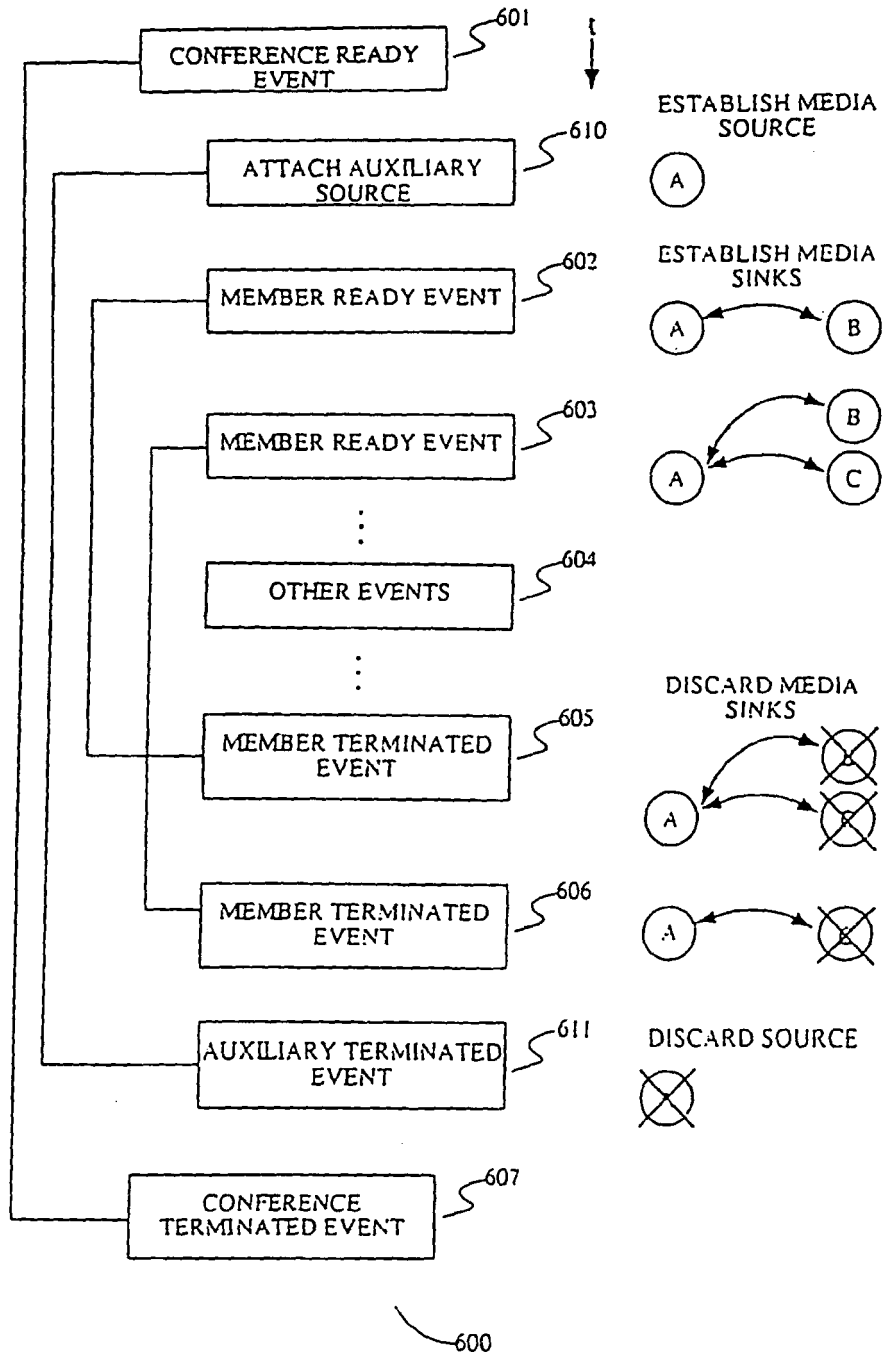 601
CONFERENCE READY
EVENT
t
ESTABLISH MEDIA
SOURCE
610
ATTACH AUXILIARY
SOURCE
A
602
MEMBER READY EVENT
ESTABLISH MEDIA
SINKS
A
B
603
MEMBER READY EVENT
B
A
C
604
OTHER EVENTS
DISCARD MEDIA
SINKS
605
MEMBER TERMINATED
EVENT
A
606
MEMBER TERMINATED
EVENT
A
611
AUXILIARY TERMINATED
EVENT
DISCARD SOURCE
607
CONFERENCE
TERMINATED EVENT
600